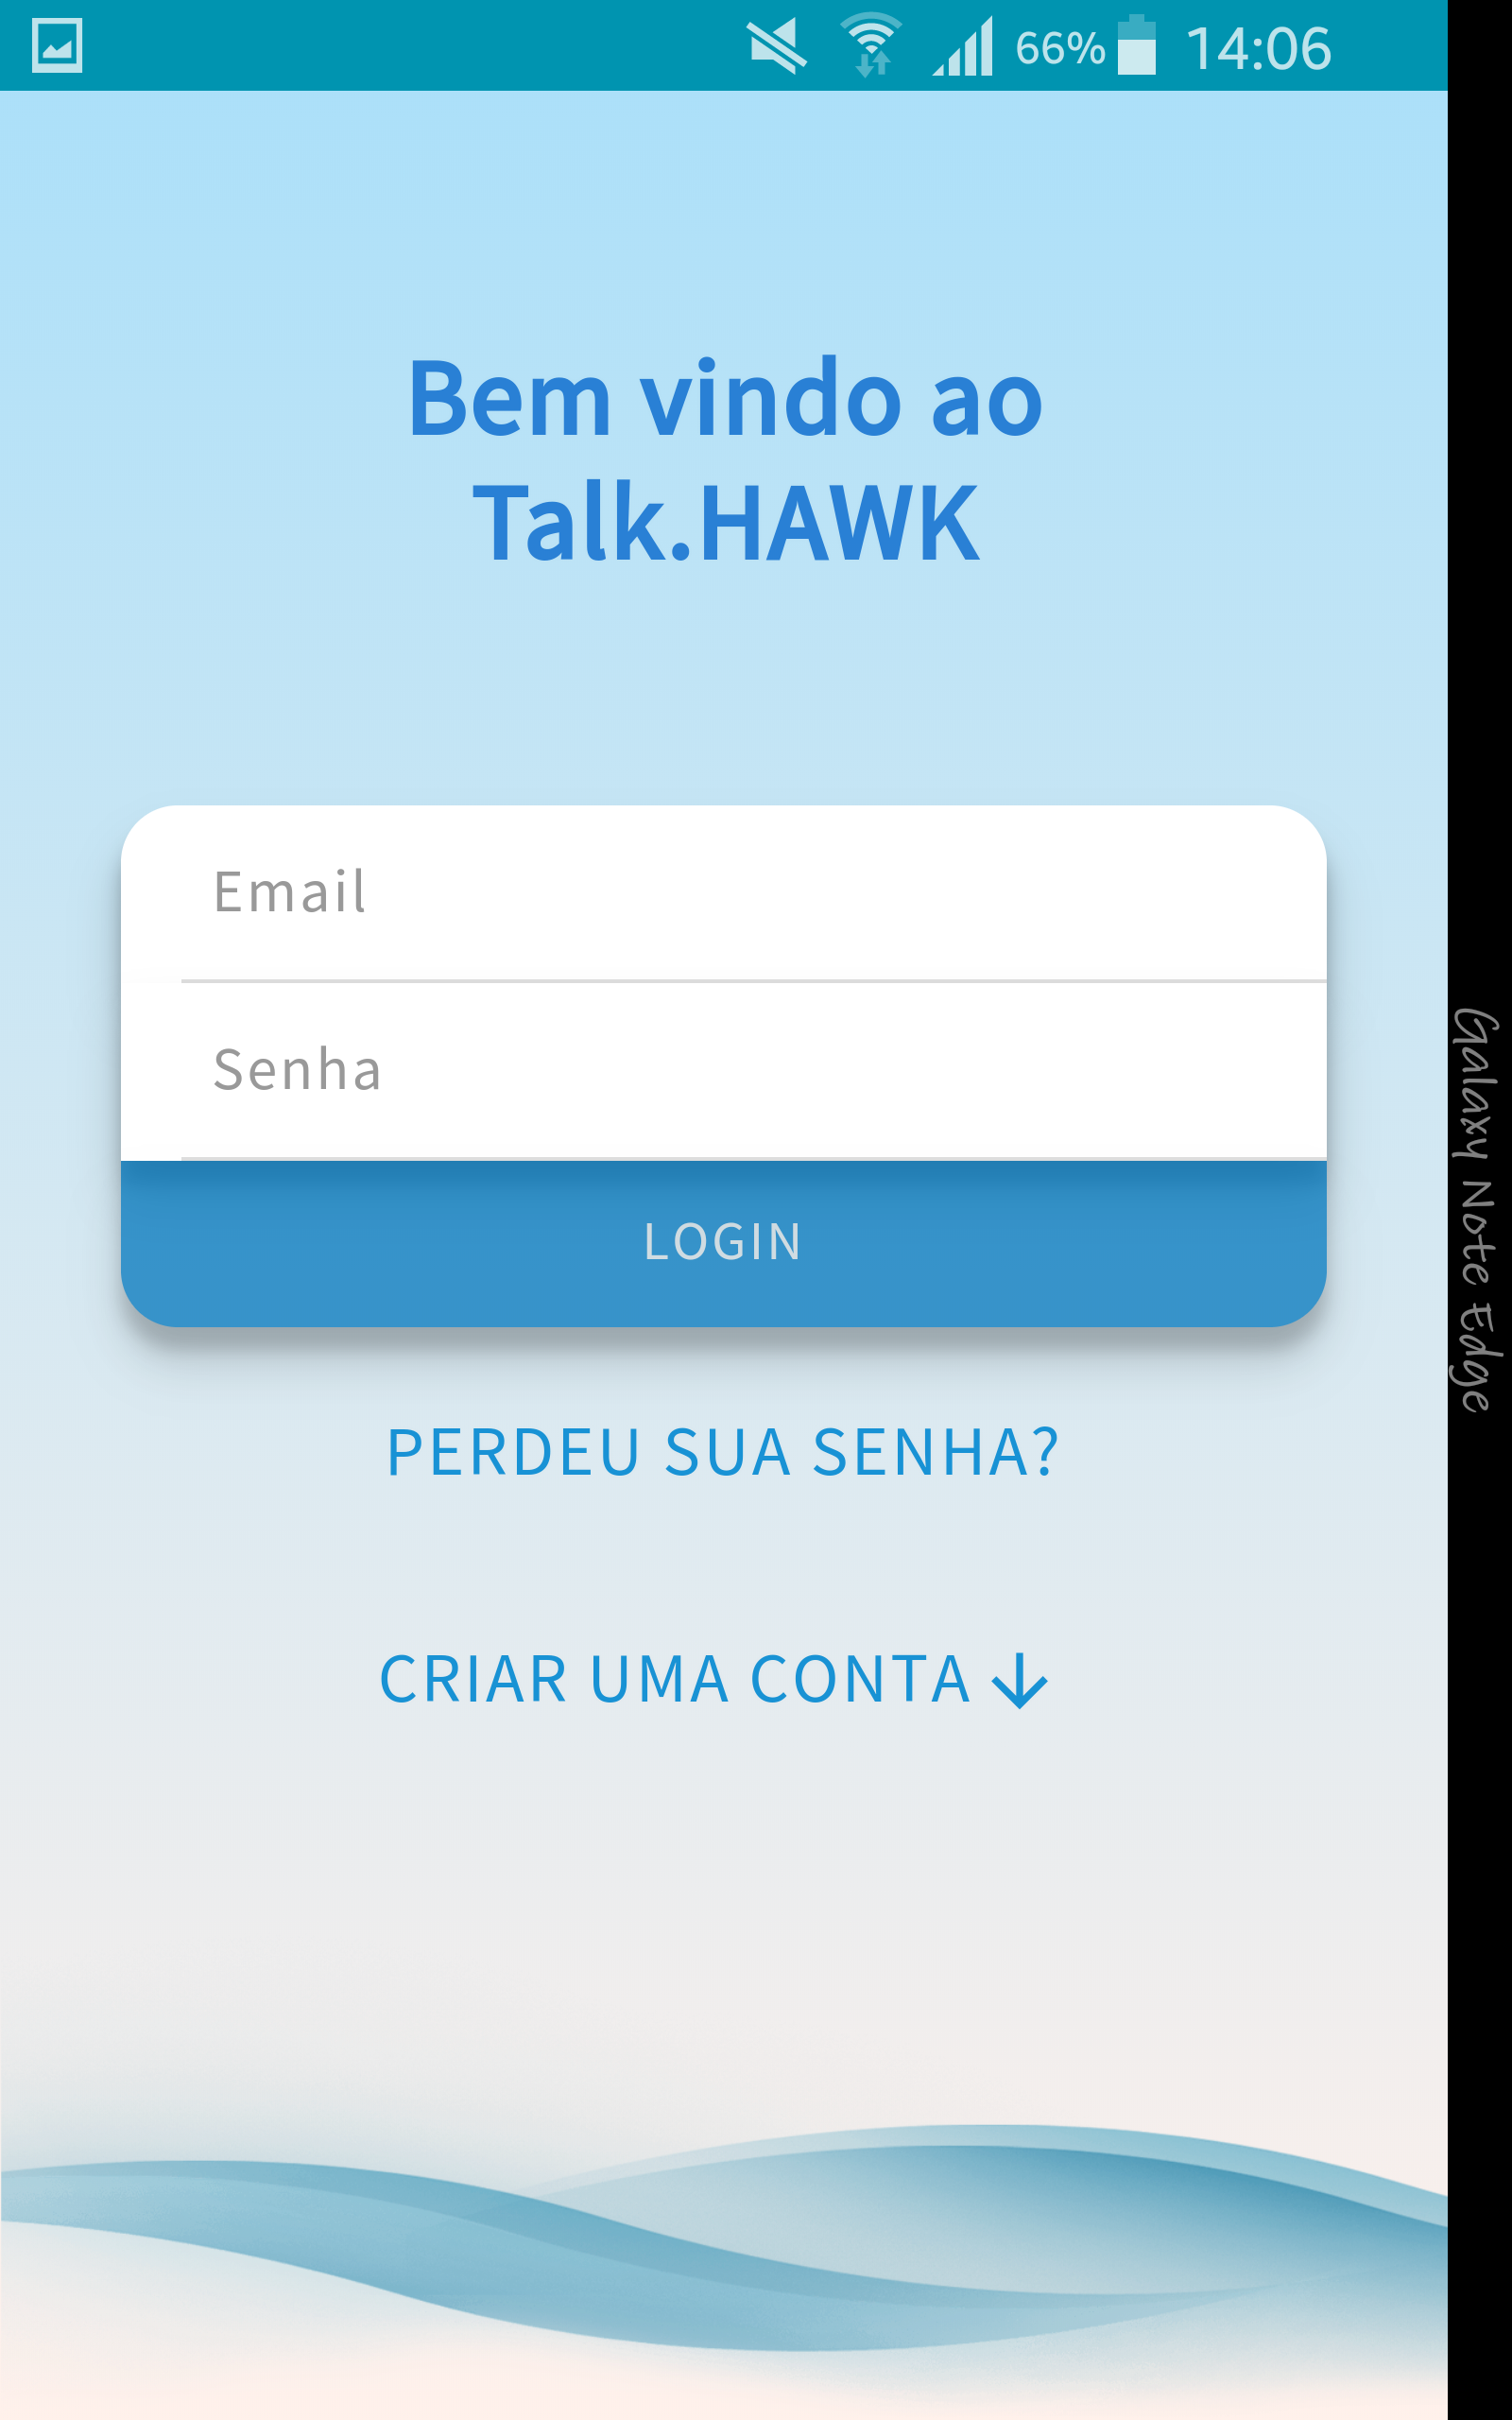 66% 14:06
Bem vindo ao
Talk.HAWK
Email
Senha
LOGIN
PERDEU SUA SENHA?
CRIAR UMA CONTA
Galaxy Note Edge